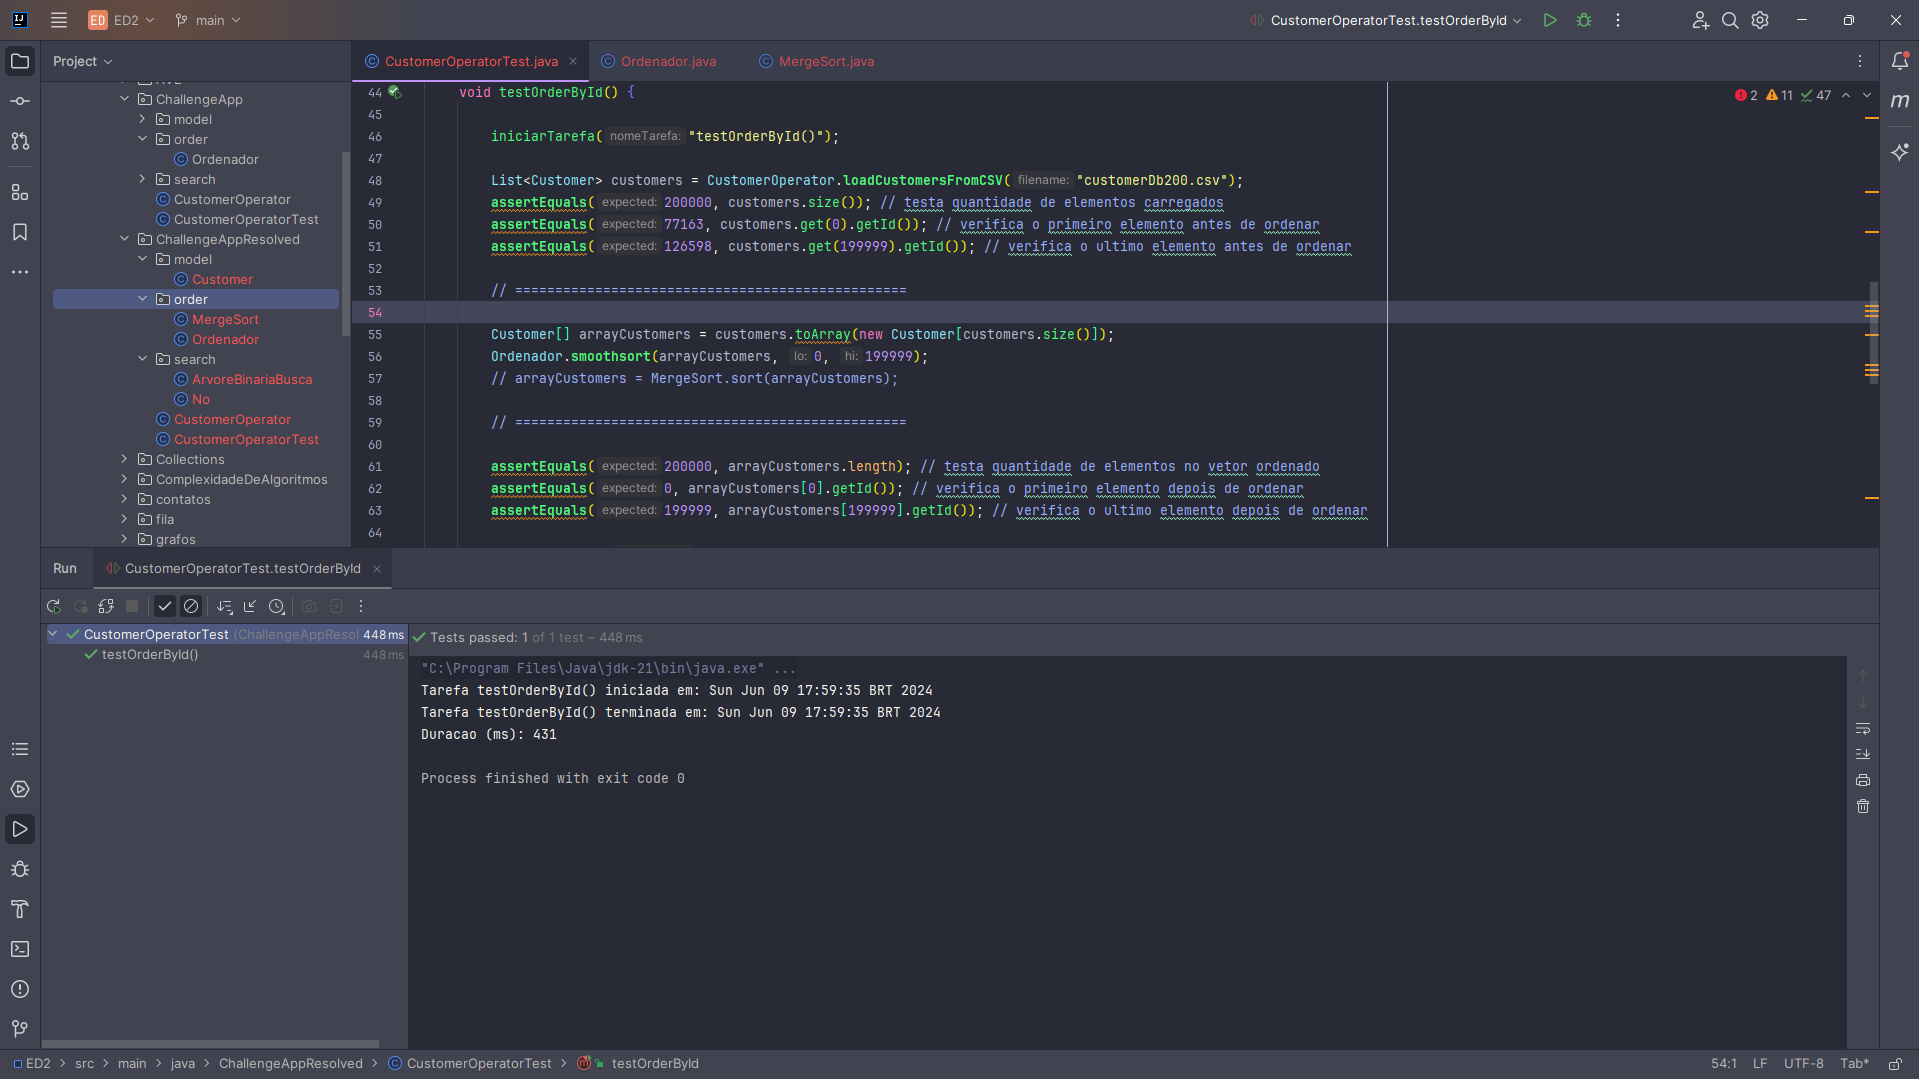 ED ED2 main
CustomerOperatorTest.testOrderById
Project
CustomerOperatorTest.java Ordenador.java MergeSort.java
ChallengeApp
model
order
Ordenador
search
CustomerOperator
CustomerOperatorTest
ChallengeAppResolved
model
Customer
order
MergeSort
Ordenador
search
ArvoreBinariaBusca
No
CustomerOperator
CustomerOperatorTest
Collections
ComplexidadeDeAlgoritmos
contatos
fila
grafos
2 11 47
44 void testOrderById() {
45
46 iniciarTarefa( nomeTarefa: "testOrderById()");
47
48 List<Customer> customers = CustomerOperator.loadCustomersFromCSV( filename: "customerDb200.csv");
49 assertEquals( expected: 200000, customers.size()); // testa quantidade de elementos carregados
50 assertEquals( expected: 77163, customers.get(0).getId()); // verifica o primeiro elemento antes de ordenar
51 assertEquals( expected: 126598, customers.get(199999).getId()); // verifica o ultimo elemento antes de ordenar
52
53 // =================================================
54
55 Customer[] arrayCustomers = customers.toArray(new Customer[customers.size()]);
56 Ordenador.smoothsort(arrayCustomers, lo: 0, hi: 199999);
57 // arrayCustomers = MergeSort.sort(arrayCustomers);
58
59 // =================================================
60
61 assertEquals( expected: 200000, arrayCustomers.length); // testa quantidade de elementos no vetor ordenado
62 assertEquals( expected: 0, arrayCustomers[0].getId()); // verifica o primeiro elemento depois de ordenar
63 assertEquals( expected: 199999, arrayCustomers[199999].getId()); // verifica o ultimo elemento depois de ordenar
64
Run CustomerOperatorTest.testOrderById
CustomerOperatorTest (ChallengeAppResol 448 ms
testOrderById() 448 ms
Tests passed: 1 of 1 test – 448 ms
"C:\Program Files\Java\jdk-21\bin\java.exe" ...
Tarefa testOrderById() iniciada em: Sun Jun 09 17:59:35 BRT 2024
Tarefa testOrderById() terminada em: Sun Jun 09 17:59:35 BRT 2024
Duracao (ms): 431
Process finished with exit code 0
ED2 > src > main > java > ChallengeAppResolved > CustomerOperatorTest > testOrderById
54:1 LF UTF-8 Tab*